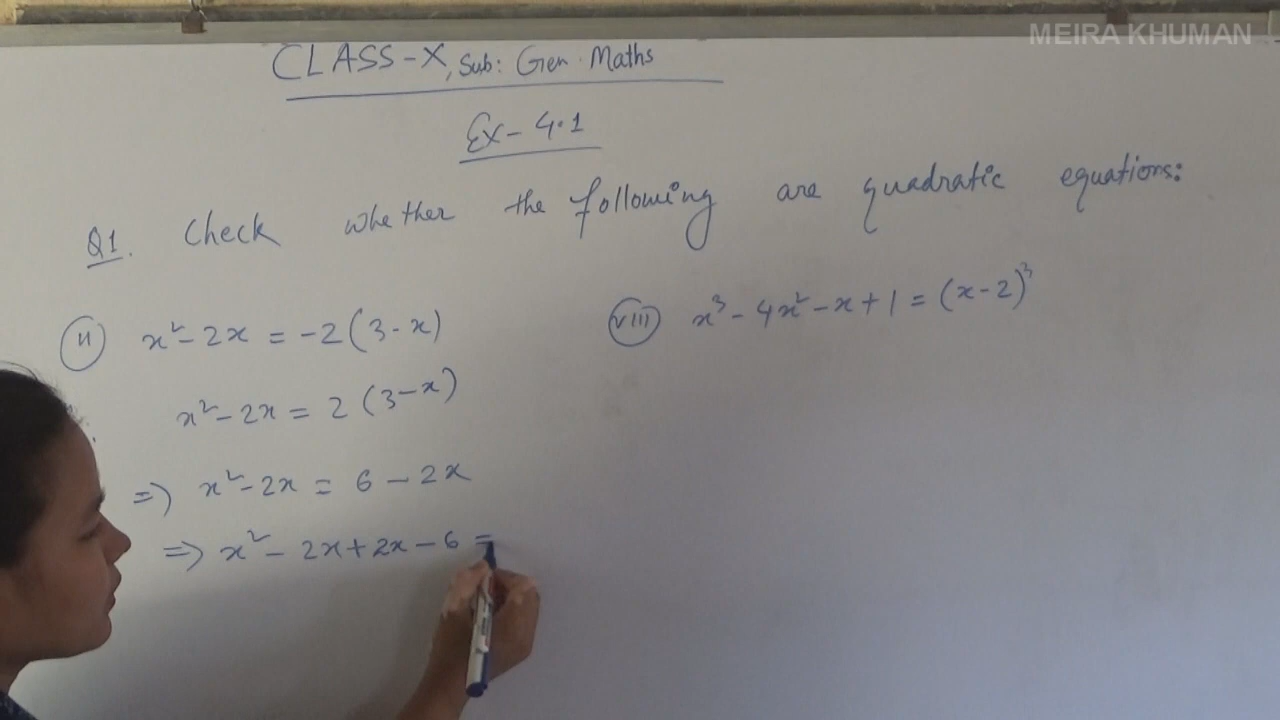 MEIRA KHUMAN
CLASS-X, Sub: Gen. Maths
Ex- 4.1
Q1. Check whether the following are quadratic equations:
(ii) x² - 2x = -2(3 - x)
x² - 2x = 2(3 - x)
=> x² - 2x = 6 - 2x
=> x² - 2x + 2x - 6 =
(viii) x³ - 4x² - x + 1 = (x - 2)³